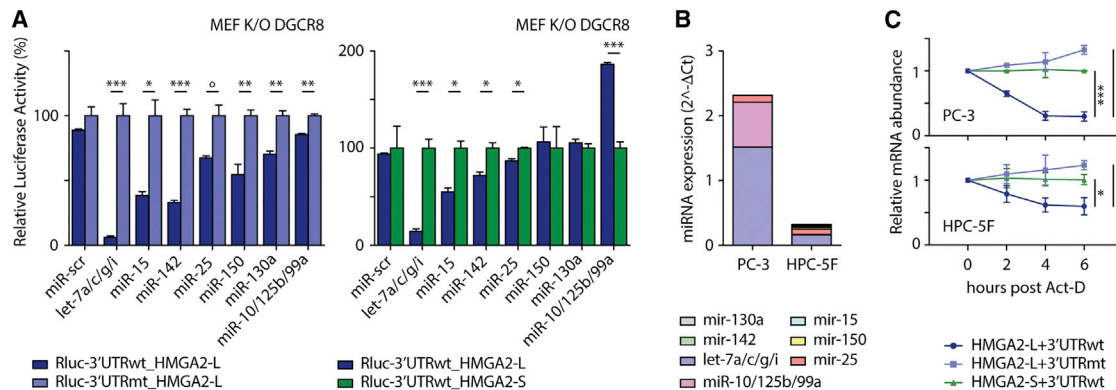 A
MEF K/O DGCR8
Relative Luciferase Activity (%)
100
0
***
*
***
o
**
**
**
miR-scr
let-7a/c/g/i
miR-15
miR-142
miR-25
miR-150
miR-130a
miR-10/125b/99a
Rluc-3'UTRwt_HMGA2-L
Rluc-3'UTRmt_HMGA2-L
MEF K/O DGCR8
200
100
0
***
*
*
*
***
miR-scr
let-7a/c/g/i
miR-15
miR-142
miR-25
miR-150
miR-130a
miR-10/125b/99a
Rluc-3'UTRwt_HMGA2-L
Rluc-3'UTRwt_HMGA2-S
B
miRNA expression (2^-ΔCt)
3
2
1
0
PC-3
HPC-5F
mir-130a
mir-15
mir-142
mir-150
let-7a/c/g/i
mir-25
miR-10/125b/99a
C
Relative mRNA abundance
1
0
PC-3
***
1
0
HPC-5F
*
0
2
4
6
hours post Act-D
HMGA2-L+3'UTRwt
HMGA2-L+3'UTRmt
HMGA2-S+3'UTRwt